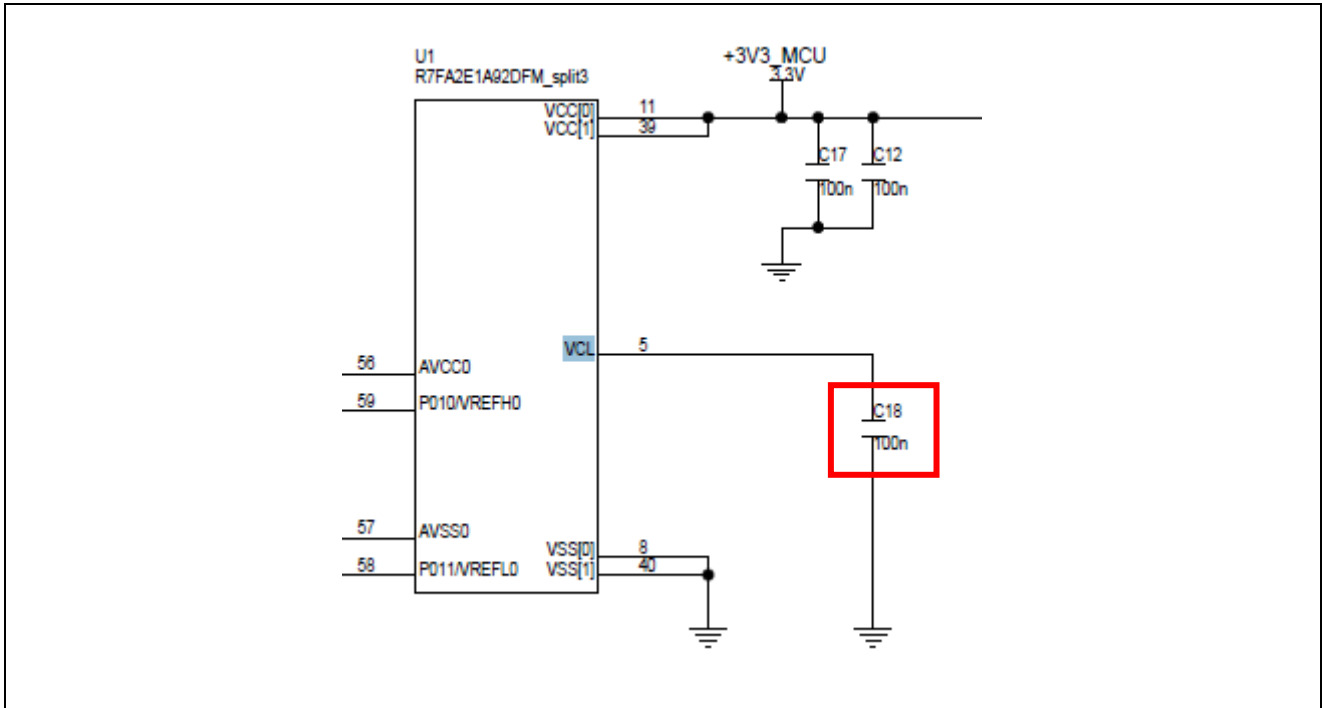 U1
R7FA2E1A92DFM_split3
+3V3_MCU
3.3V
VCC[0] 11
VCC[1] 39
C17
100n
C12
100n
VCL 5
56 AVCC0
59 P010/VREFH0
C18
100n
57 AVSS0
58 P011/VREFL0
VSS[0] 8
VSS[1] 40